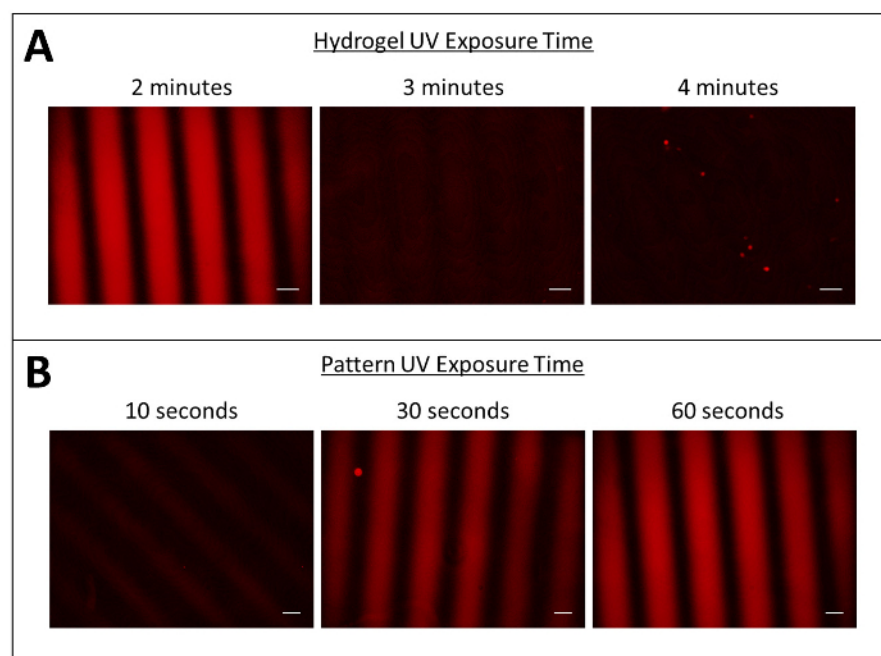 A
Hydrogel UV Exposure Time
2 minutes 3 minutes 4 minutes
B
Pattern UV Exposure Time
10 seconds 30 seconds 60 seconds